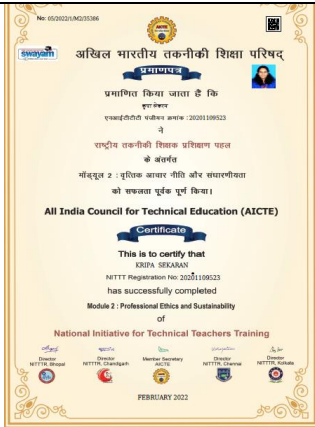 No: 05/2022/1/M2/35386
swayam
AICTE
अखिल भारतीय तकनीकी शिक्षा परिषद्
प्रमाणपत्र
प्रमाणित किया जाता हैं कि
एनआईटीटीटी पंजीयन क्रमांक : 20201109523
ने
राष्ट्रीय तकनीकी शिक्षक प्रशिक्षण पहल
के अंतर्गत
मॉड्यूल 2 : वृत्तिक आचार नीति और संधारणीयता
को सफलता पूर्वक पूर्ण किया।
All India Council for Technical Education (AICTE)
Certificate
This is to certify that
KRIPA SEKARAN
NITTT Registration No: 20201109523
has successfully completed
Module 2 : Professional Ethics and Sustainability
of
National Initiative for Technical Teachers Training
Director Director Member Secretary Director Director
NITTTR, Bhopal NITTTR, Chandigarh AICTE NITTTR, Chennai NITTTR, Kolkata
FEBRUARY 2022